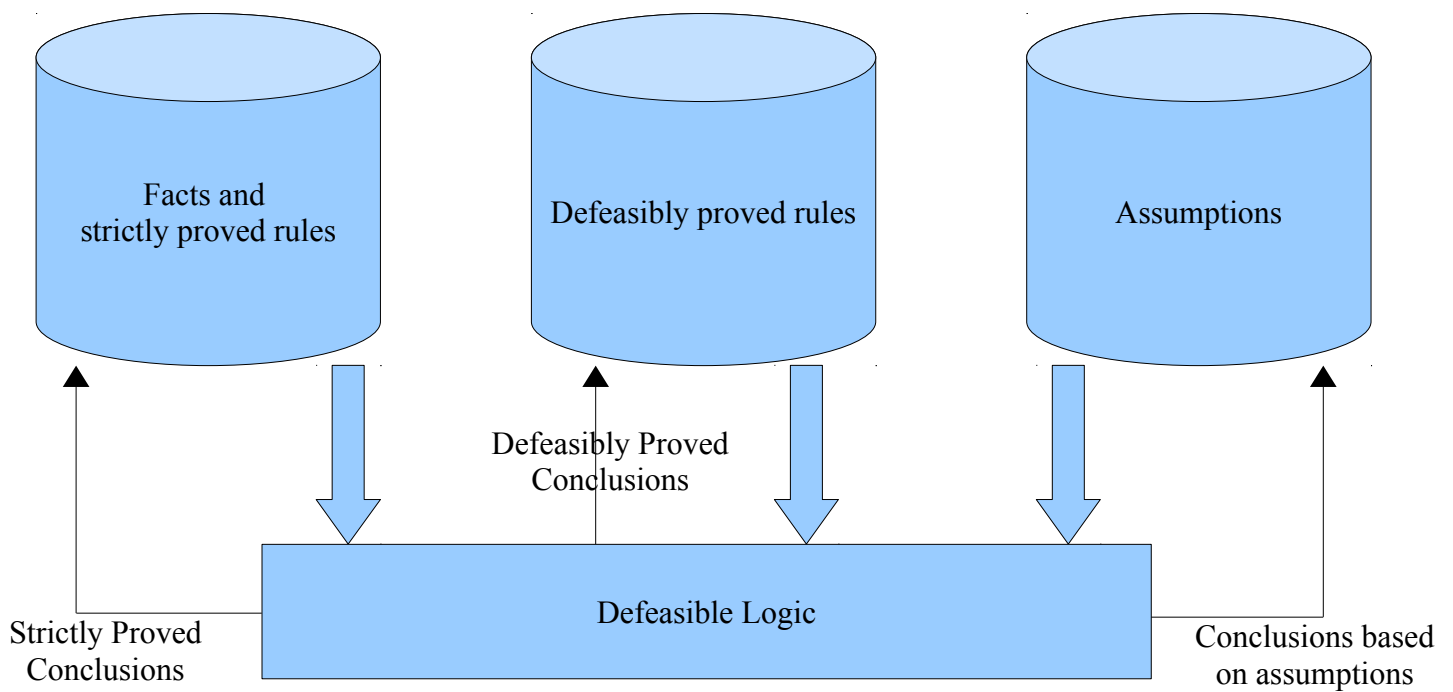 Facts and
strictly proved rules
Defeasibly proved rules
Assumptions
Defeasibly Proved
Conclusions
Defeasible Logic
Strictly Proved
Conclusions
Conclusions based
on assumptions